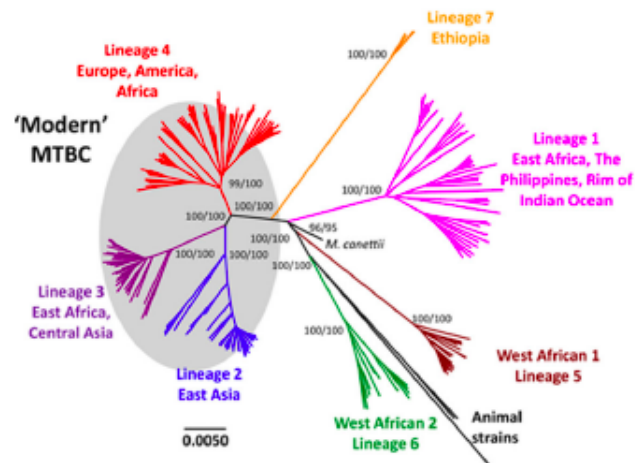 Lineage 7
Ethiopia
100/100
Lineage 4
Europe, America,
Africa
'Modern'
MTBC
99/100
100/100
100/100
Lineage 1
East Africa, The
Philippines, Rim of
Indian Ocean
100/100
96/95
M. canettii
100/100
100/100
100/100
100/100
Lineage 3
East Africa,
Central Asia
Lineage 2
East Asia
0.0050
100/100
100/100
West African 1
Lineage 5
West African 2
Lineage 6
Animal
strains